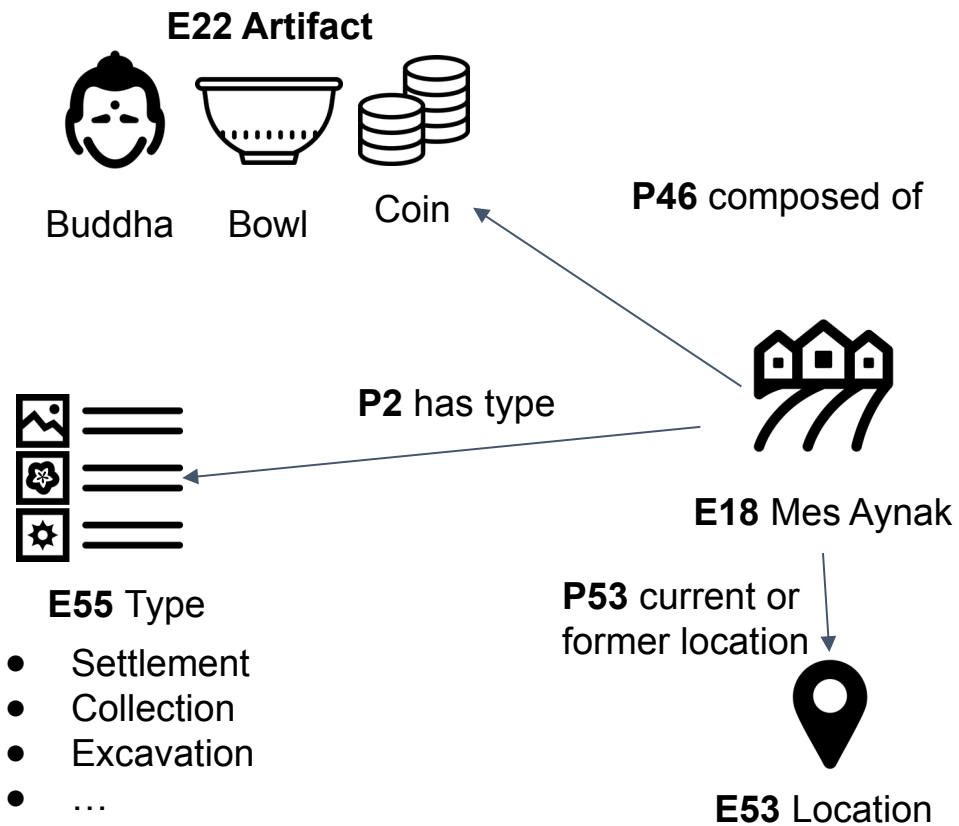 E22 Artifact
Buddha
Bowl
Coin
P46 composed of
P2 has type
E18 Mes Aynak
E55 Type
● Settlement
● Collection
● Excavation
● …
P53 current or
former location
E53 Location